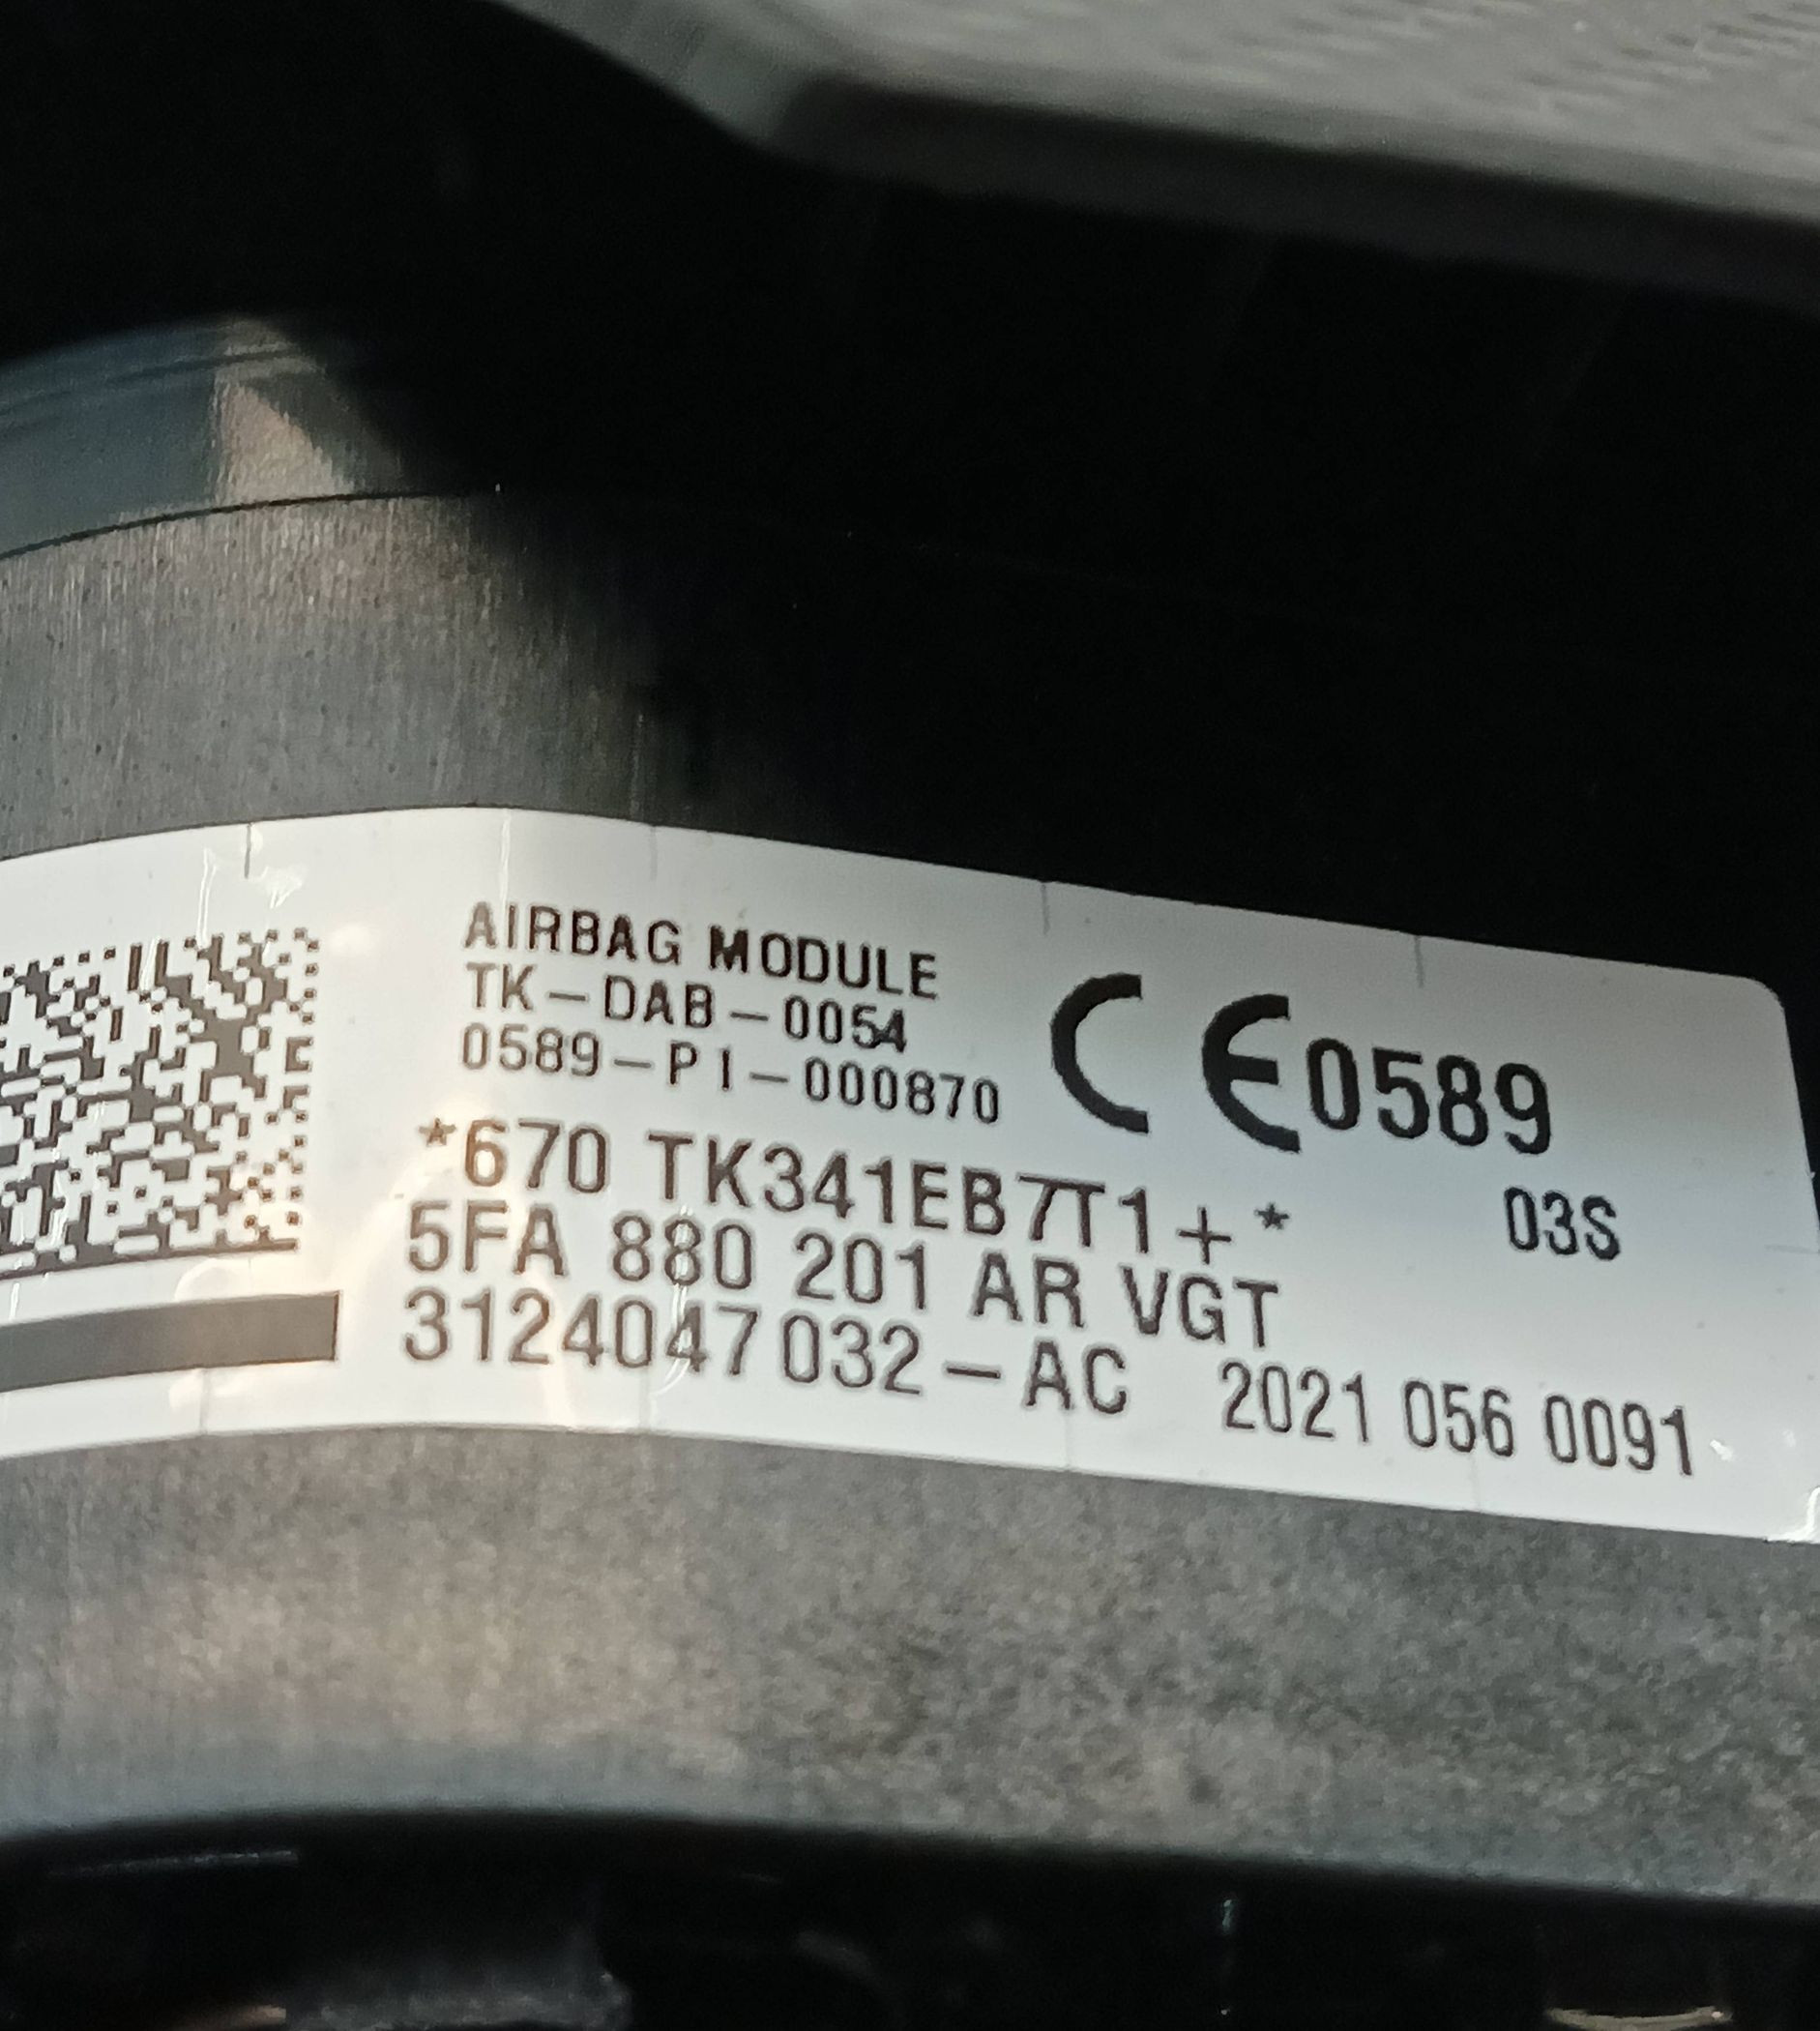 AIRBAG MODULE
TK-DAB-0054
0589-PI-000870
CE0589
*670 TK341EB7T1+* 03S
5FA 880 201 AR VGT
3124047032-AC 2021 056 0091